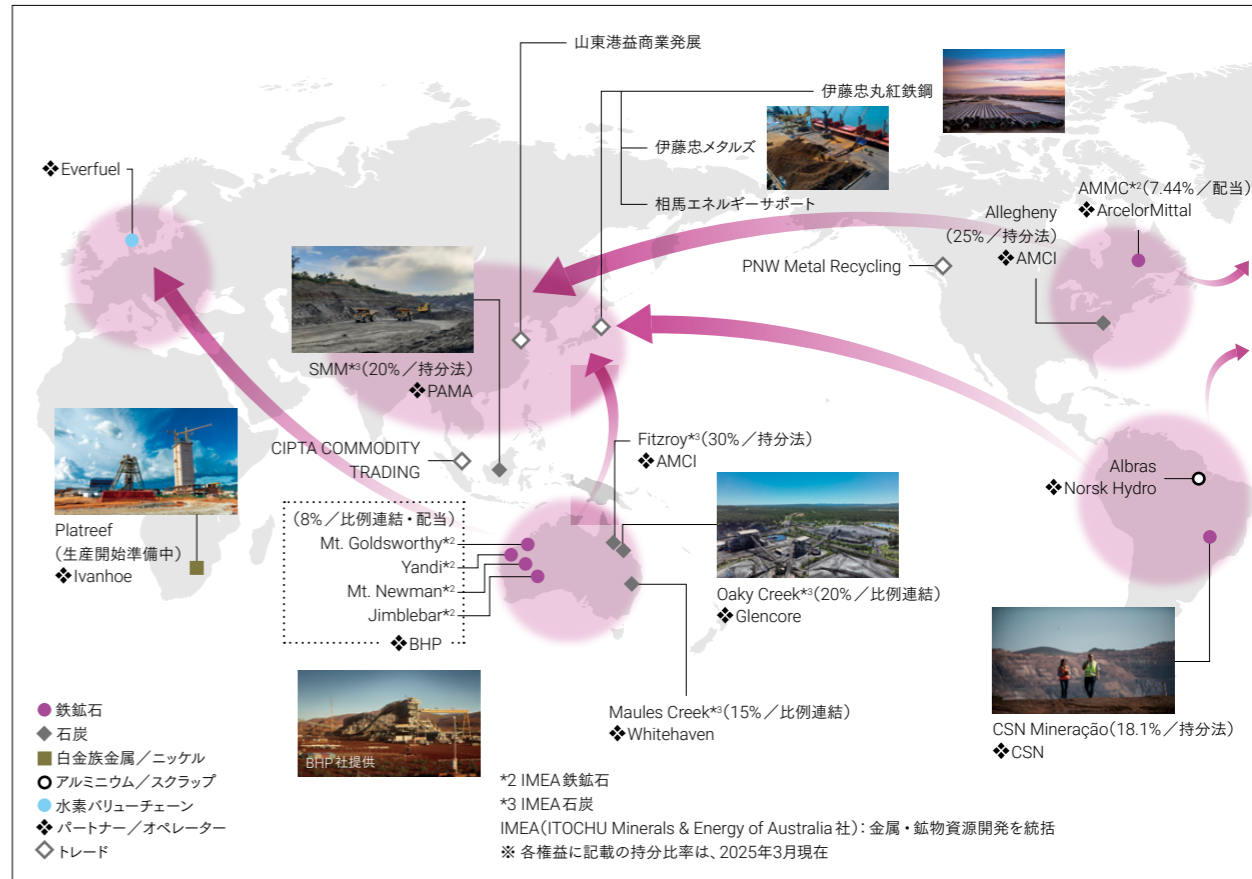 山東港益商業発展
伊藤忠丸紅鉄鋼
伊藤忠メタルズ
相馬エネルギーサポート
❖Everfuel
AMMC*2(7.44%／配当)
❖ArcelorMittal
Allegheny
(25%／持分法)
❖AMCI
PNW Metal Recycling
SMM*3(20%／持分法)
❖PAMA
CIPTA COMMODITY
TRADING
Platreef
(生産開始準備中)
❖Ivanhoe
(8%／比例連結・配当)
Mt. Goldsworthy*2
Yandi*2
Mt. Newman*2
Jimblebar*2
❖BHP
BHP社提供
Fitzroy*3(30%／持分法)
❖AMCI
Oaky Creek*3(20%／比例連結)
❖Glencore
Maules Creek*3(15%／比例連結)
❖Whitehaven
Albras
❖Norsk Hydro
CSN Mineração(18.1%／持分法)
❖CSN
鉄鉱石
石炭
白金族金属／ニッケル
アルミニウム／スクラップ
水素バリューチェーン
❖パートナー／オペレーター
トレード
*2 IMEA鉄鉱石
*3 IMEA石炭
IMEA(ITOCHU Minerals & Energy of Australia社)：金属・鉱物資源開発を統括
※ 各権益に記載の持分比率は、2025年3月現在